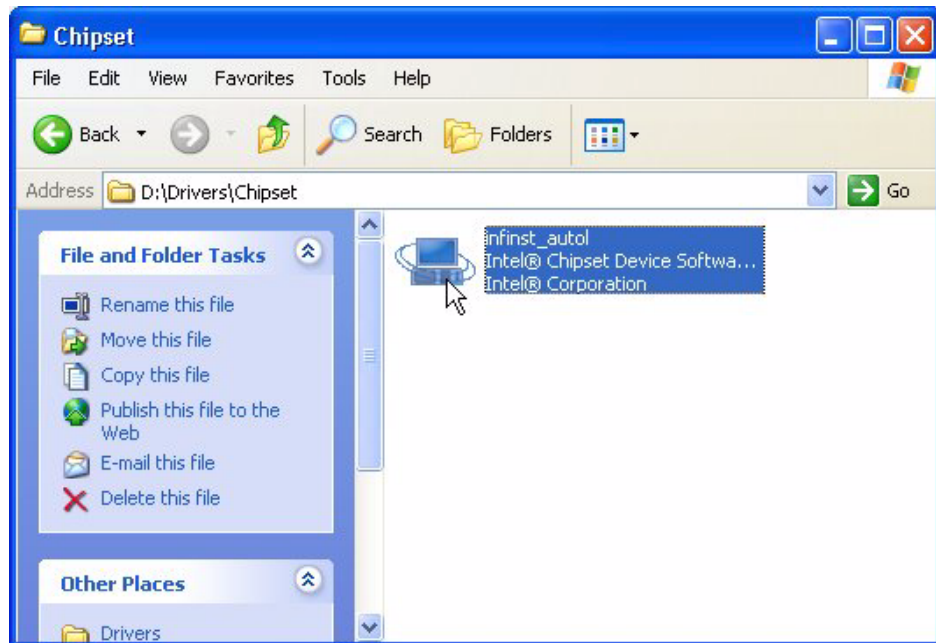 Chipset
File Edit View Favorites Tools Help
Back Search Folders
Address D:\Drivers\Chipset Go
File and Folder Tasks
Rename this file
Move this file
Copy this file
Publish this file to the
Web
E-mail this file
Delete this file
Other Places
Drivers
infinst_autol
Intel® Chipset Device Softwa...
Intel® Corporation